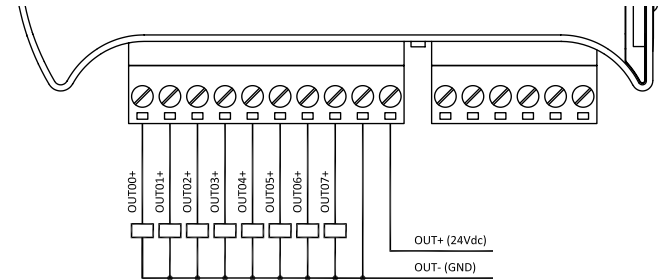 OUT00+
OUT01+
OUT02+
OUT03+
OUT04+
OUT05+
OUT06+
OUT07+
OUT+ (24Vdc)
OUT- (GND)